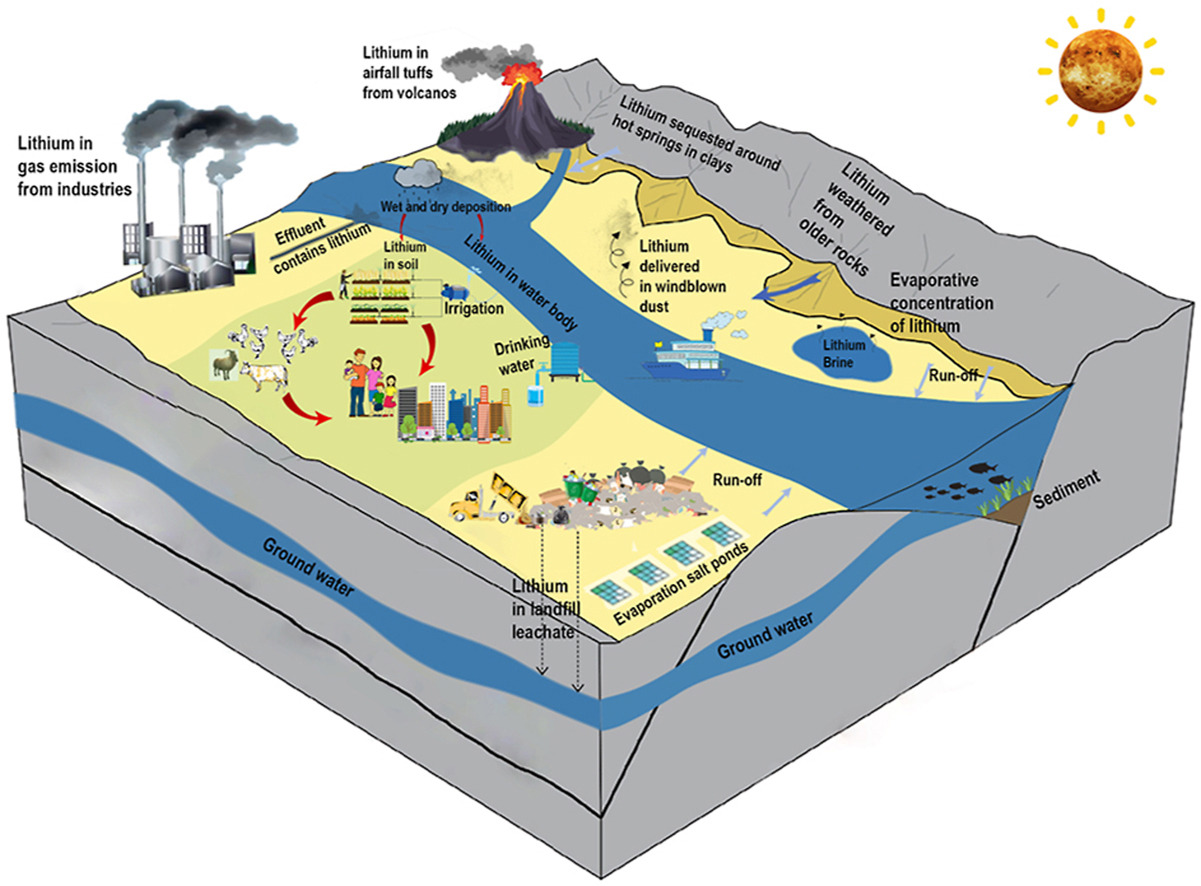 Lithium in
airfall tuffs
from volcanos
Lithium in
gas emission
from industries
Lithium sequested around
hot springs in clays
Lithium
weathered
from
older rocks
Wet and dry deposition
Effluent
contains lithium
Lithium
in soil
Lithium in water body
Lithium
delivered
in windblown
dust
Evaporative
concentration
of lithium
Irrigation
Drinking
water
Lithium
Brine
Run-off
Run-off
Sediment
Evaporation salt ponds
Lithium
in landfill
leachate
Ground water
Ground water